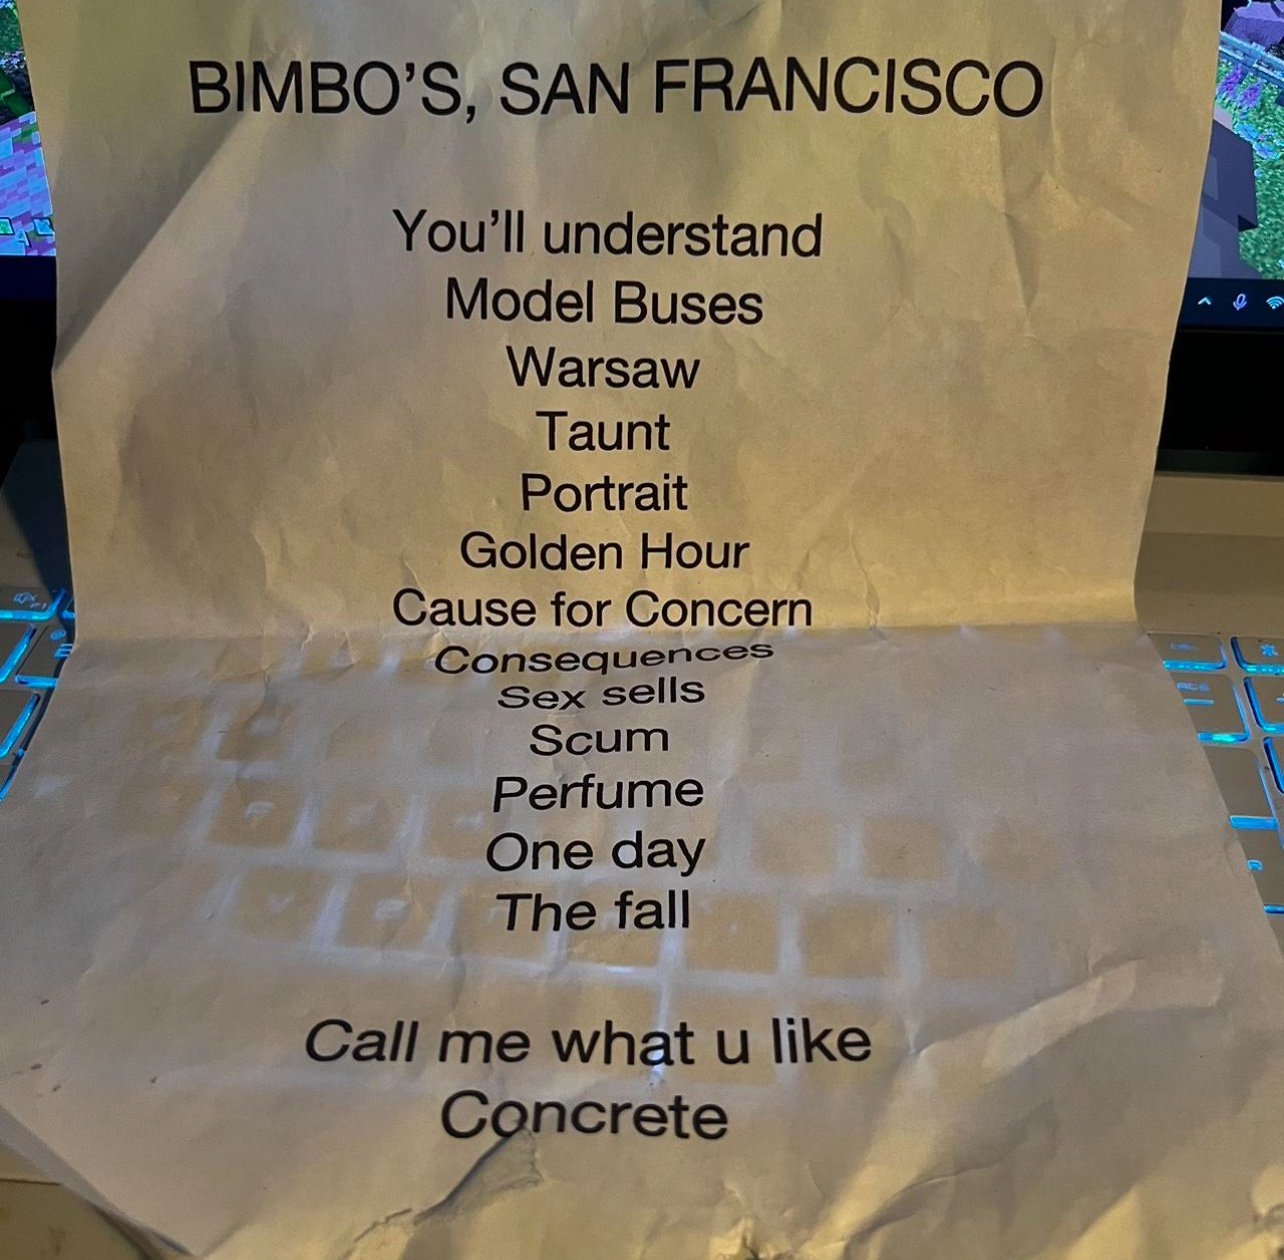 BIMBO'S, SAN FRANCISCO
You'll understand
Model Buses
Warsaw
Taunt
Portrait
Golden Hour
Cause for Concern
Consequences
Sex sells
Scum
Perfume
One day
The fall
Call me what u like
Concrete